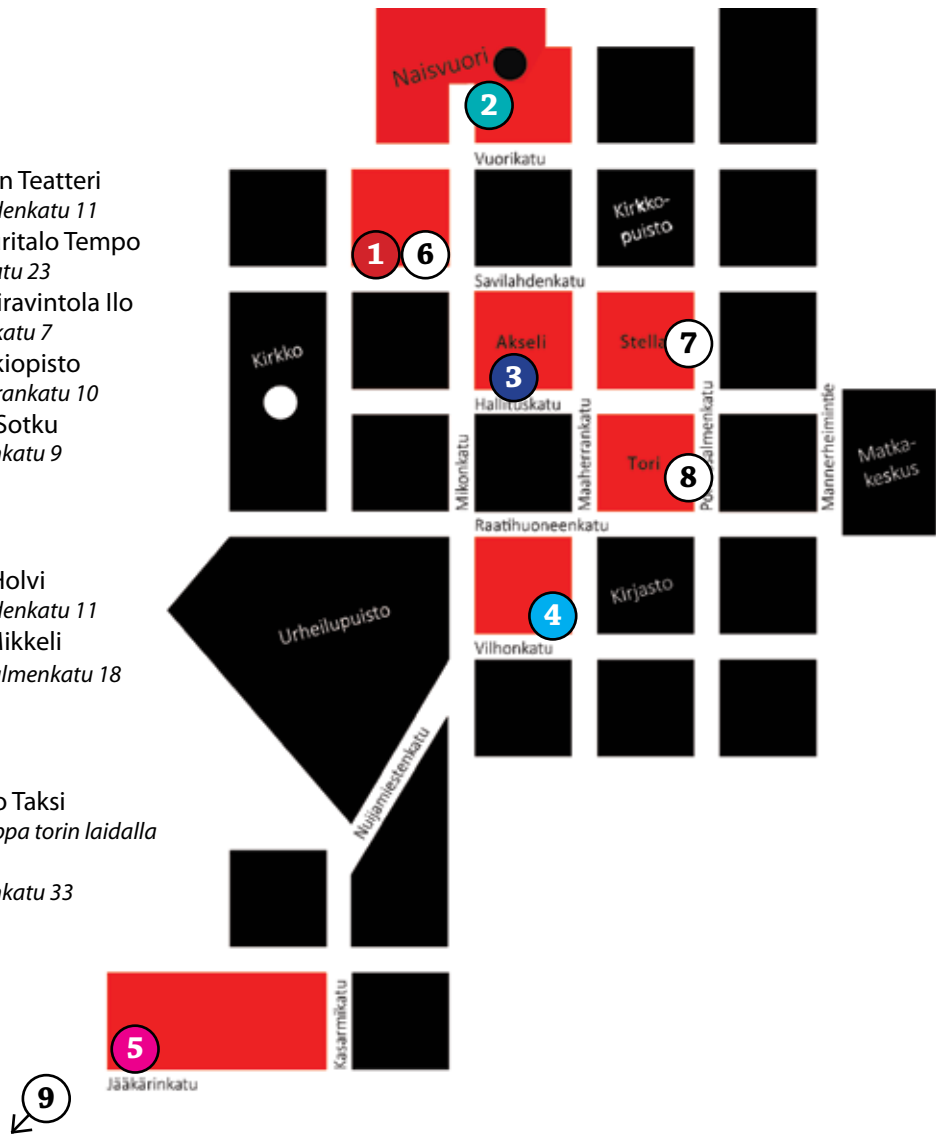 n Teatteri
denkatu 11
ritalo Tempo
atu 23
iravintola Ilo
katu 7
kiopisto
rankatu 10
Sotku
nkatu 9
Holvi
denkatu 11
Mikkeli
almenkatu 18
o Taksi
ppa torin laidalla
nkatu 33
Naisvuori
2
Vuorikatu
Kirkko-
puisto
1
6
Savilahdenkatu
Kirkko
Akseli
3
Stella
7
Hallituskatu
Mikonkatu
Maaherrankatu
Tori
8
salmenkatu
Mannerheimintie
Matka-
keskus
Raatihuoneenkatu
Urheilupuisto
4
Kirjasto
Vilhonkatu
Nuijamiestenkatu
Kasarmikatu
5
Jääkärinkatu
9